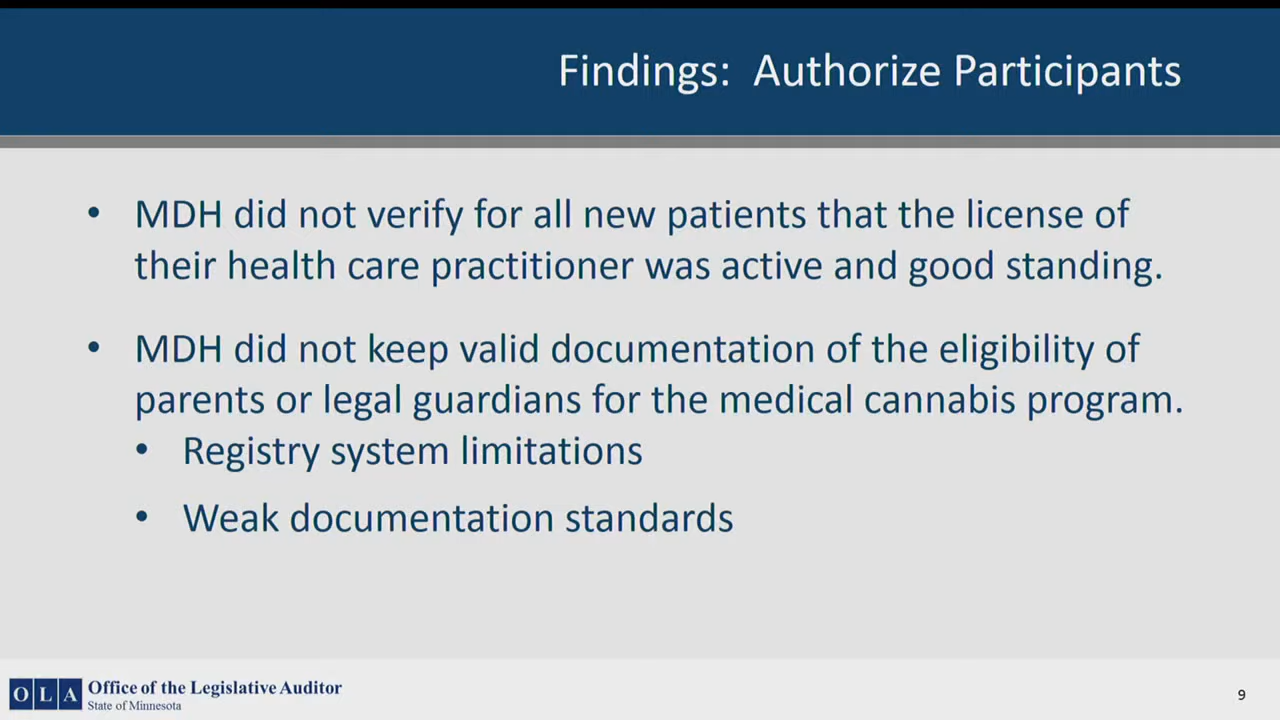 Findings: Authorize Participants
• MDH did not verify for all new patients that the license of
their health care practitioner was active and good standing.
• MDH did not keep valid documentation of the eligibility of
parents or legal guardians for the medical cannabis program.
• Registry system limitations
• Weak documentation standards
OLA Office of the Legislative Auditor
State of Minnesota
9